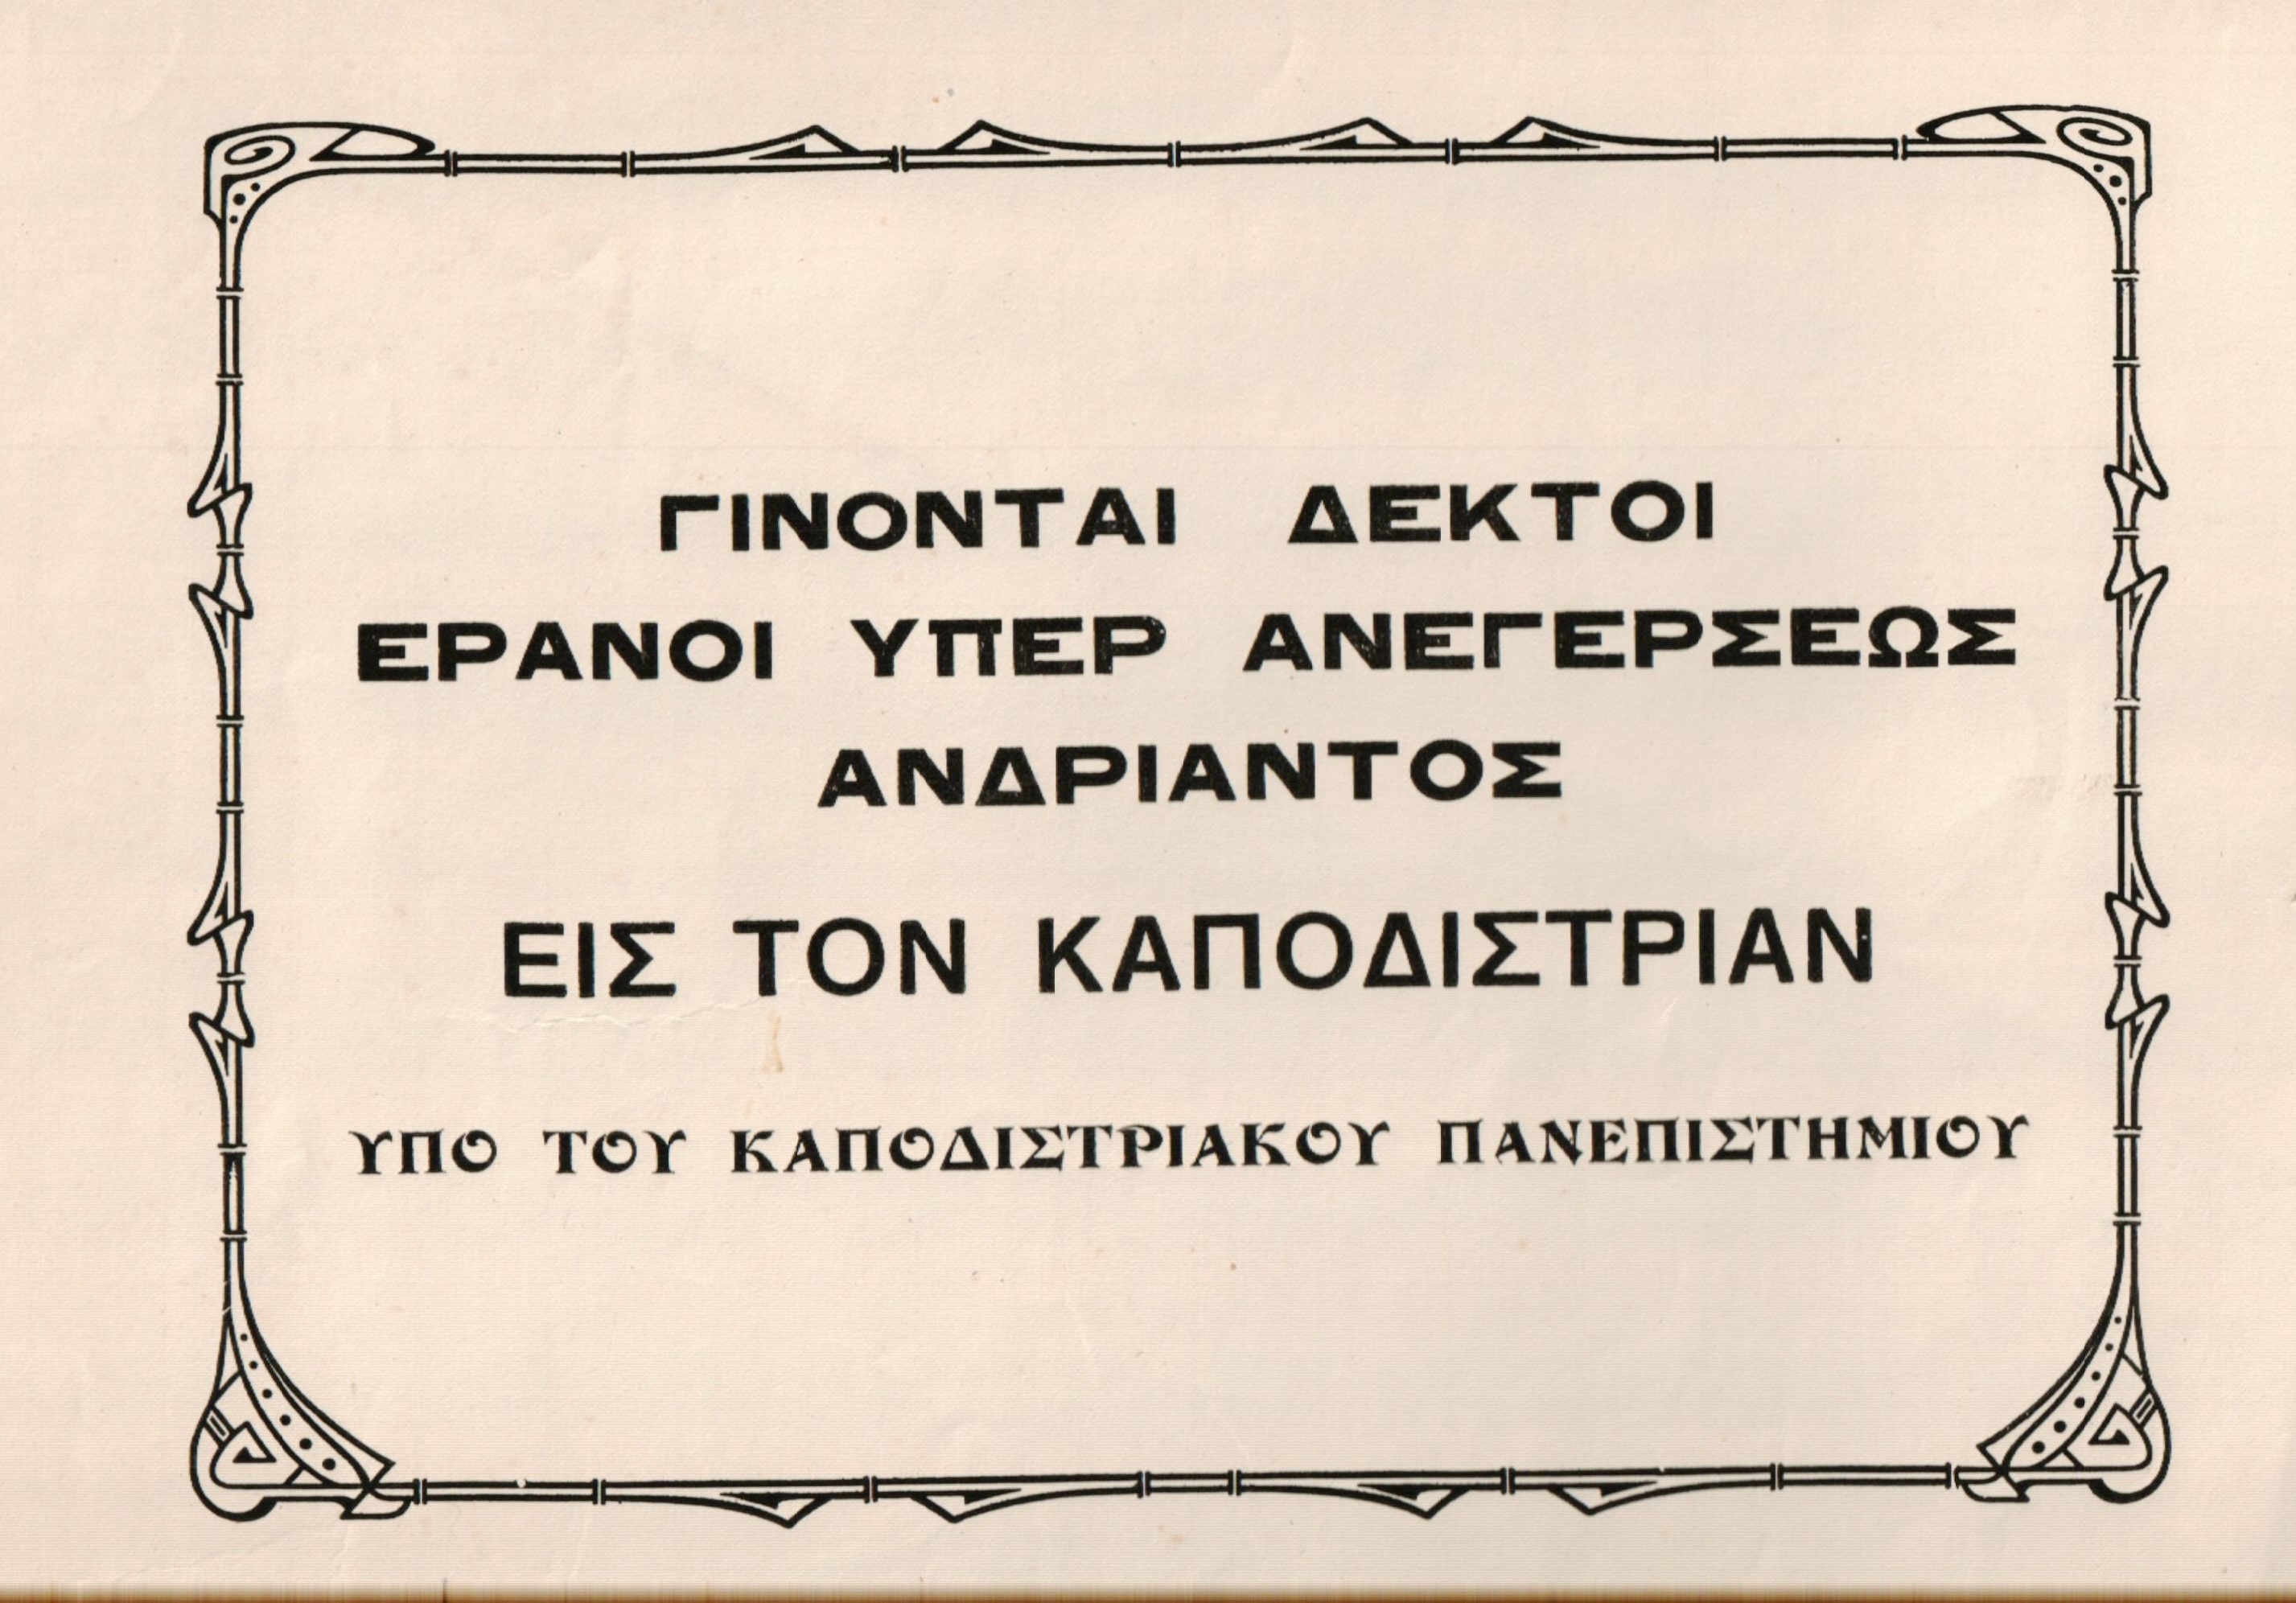 ΓΙΝΟΝΤΑΙ ΔΕΚΤΟΙ
ΕΡΑΝΟΙ ΥΠΕΡ ΑΝΕΓΕΡΣΕΩΣ
ΑΝΔΡΙΑΝΤΟΣ
ΕΙΣ ΤΟΝ ΚΑΠΟΔΙΣΤΡΙΑΝ
ΥΠΟ ΤΟΥ ΚΑΠΟΔΙΣΤΡΙΑΚΟΥ ΠΑΝΕΠΙΣΤΗΜΙΟΥ